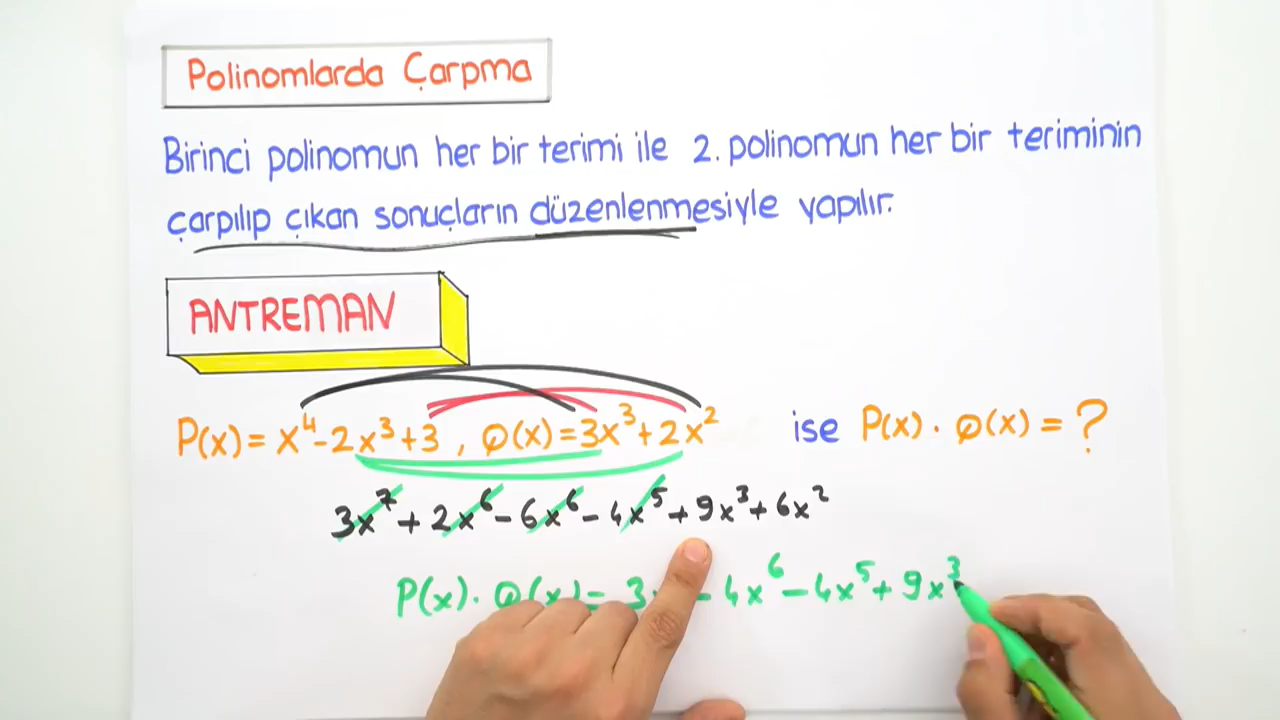 Polinomlarda Çarpma
Birinci polinomun her bir terimi ile 2. polinomun her bir teriminin
çarpılıp çıkan sonuçların düzenlenmesiyle yapılır.
ANTREMAN
P(x) = x⁴-2x³+3 , Q(x) = 3x³+2x² ise P(x) . Q(x) = ?
3x⁷ + 2x⁶ - 6x⁶ - 4x⁵ + 9x³ + 6x²
P(x) . Q(x) = 3x - 4x⁶ - 4x⁵ + 9x³